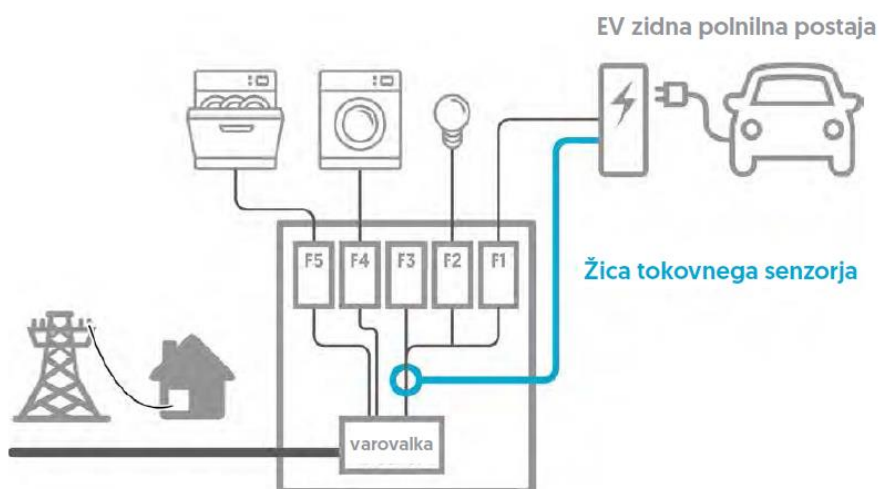 EV zidna polnilna postaja
F5 F4 F3 F2 F1
Žica tokovnega senzorja
varovalka